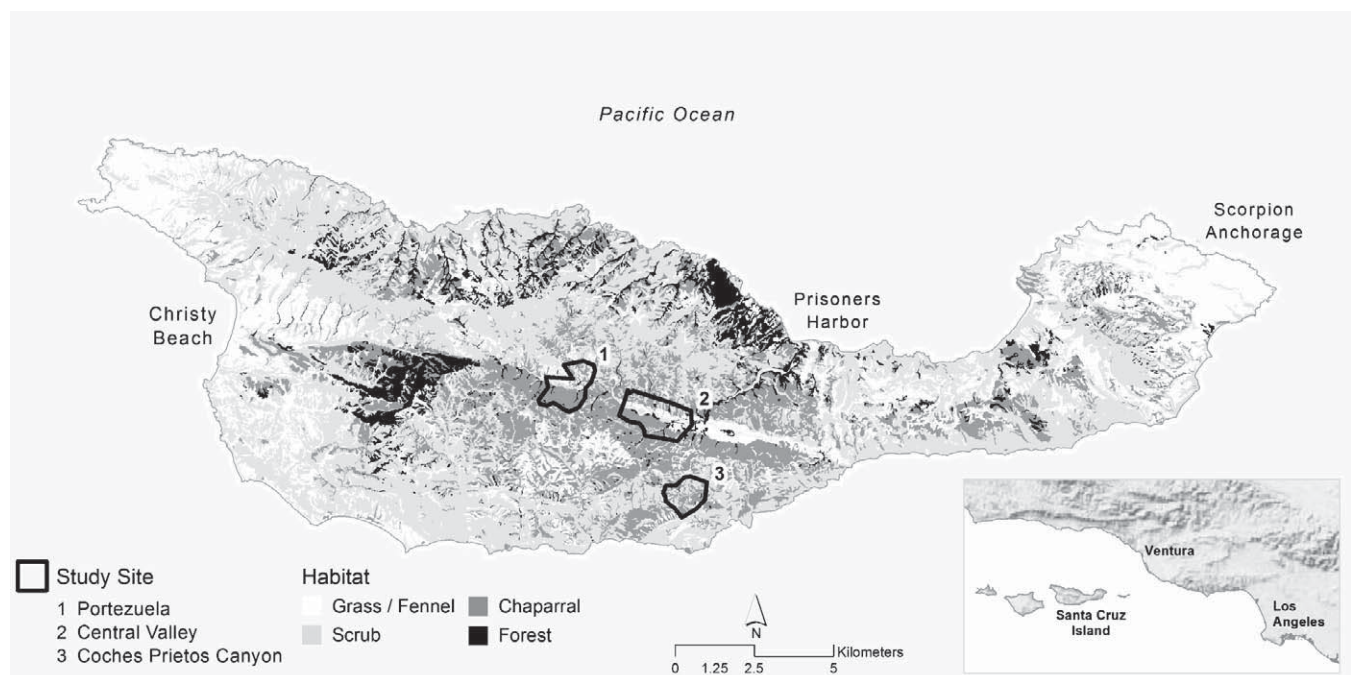 Pacific Ocean
Scorpion
Anchorage
Prisoners
Harbor
Christy
Beach
1
2
3
Study Site
1 Portezuela
2 Central Valley
3 Coches Prietos Canyon
Habitat
Grass / Fennel
Scrub
Chaparral
Forest
N
Kilometers
0 1.25 2.5 5
Ventura
Los
Angeles
Santa Cruz
Island